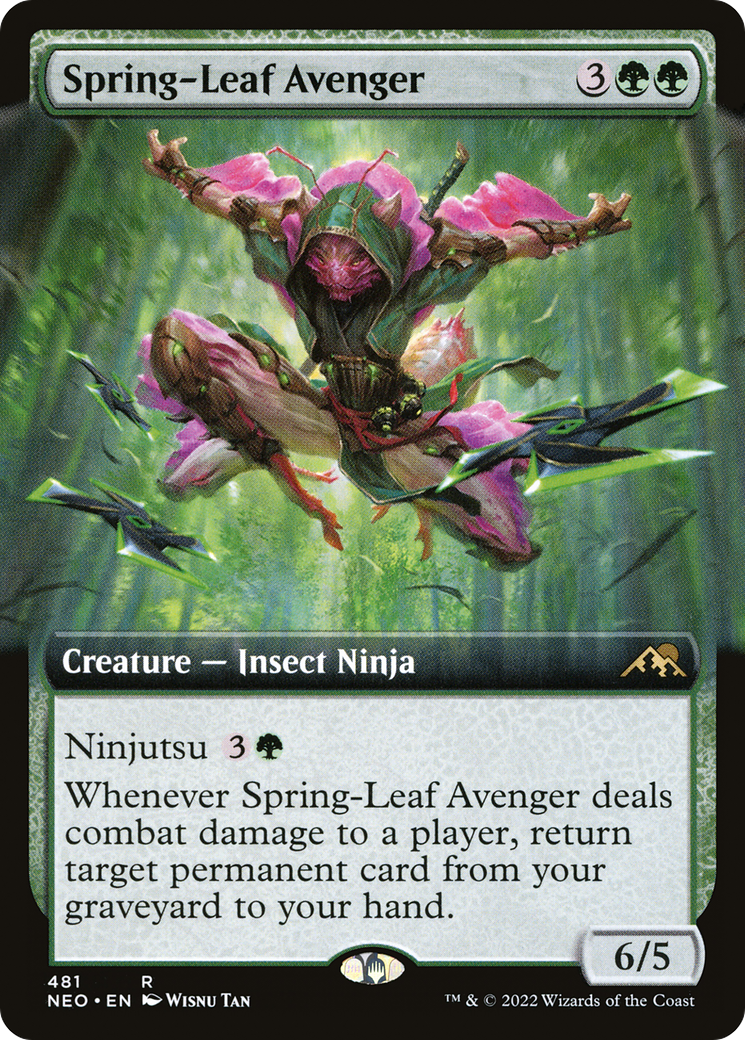 Spring-Leaf Avenger 3
Creature — Insect Ninja
Ninjutsu 3
Whenever Spring-Leaf Avenger deals
combat damage to a player, return
target permanent card from your
graveyard to your hand.
6/5
481 R
NEO • EN Wisnu Tan
™ & © 2022 Wizards of the Coast